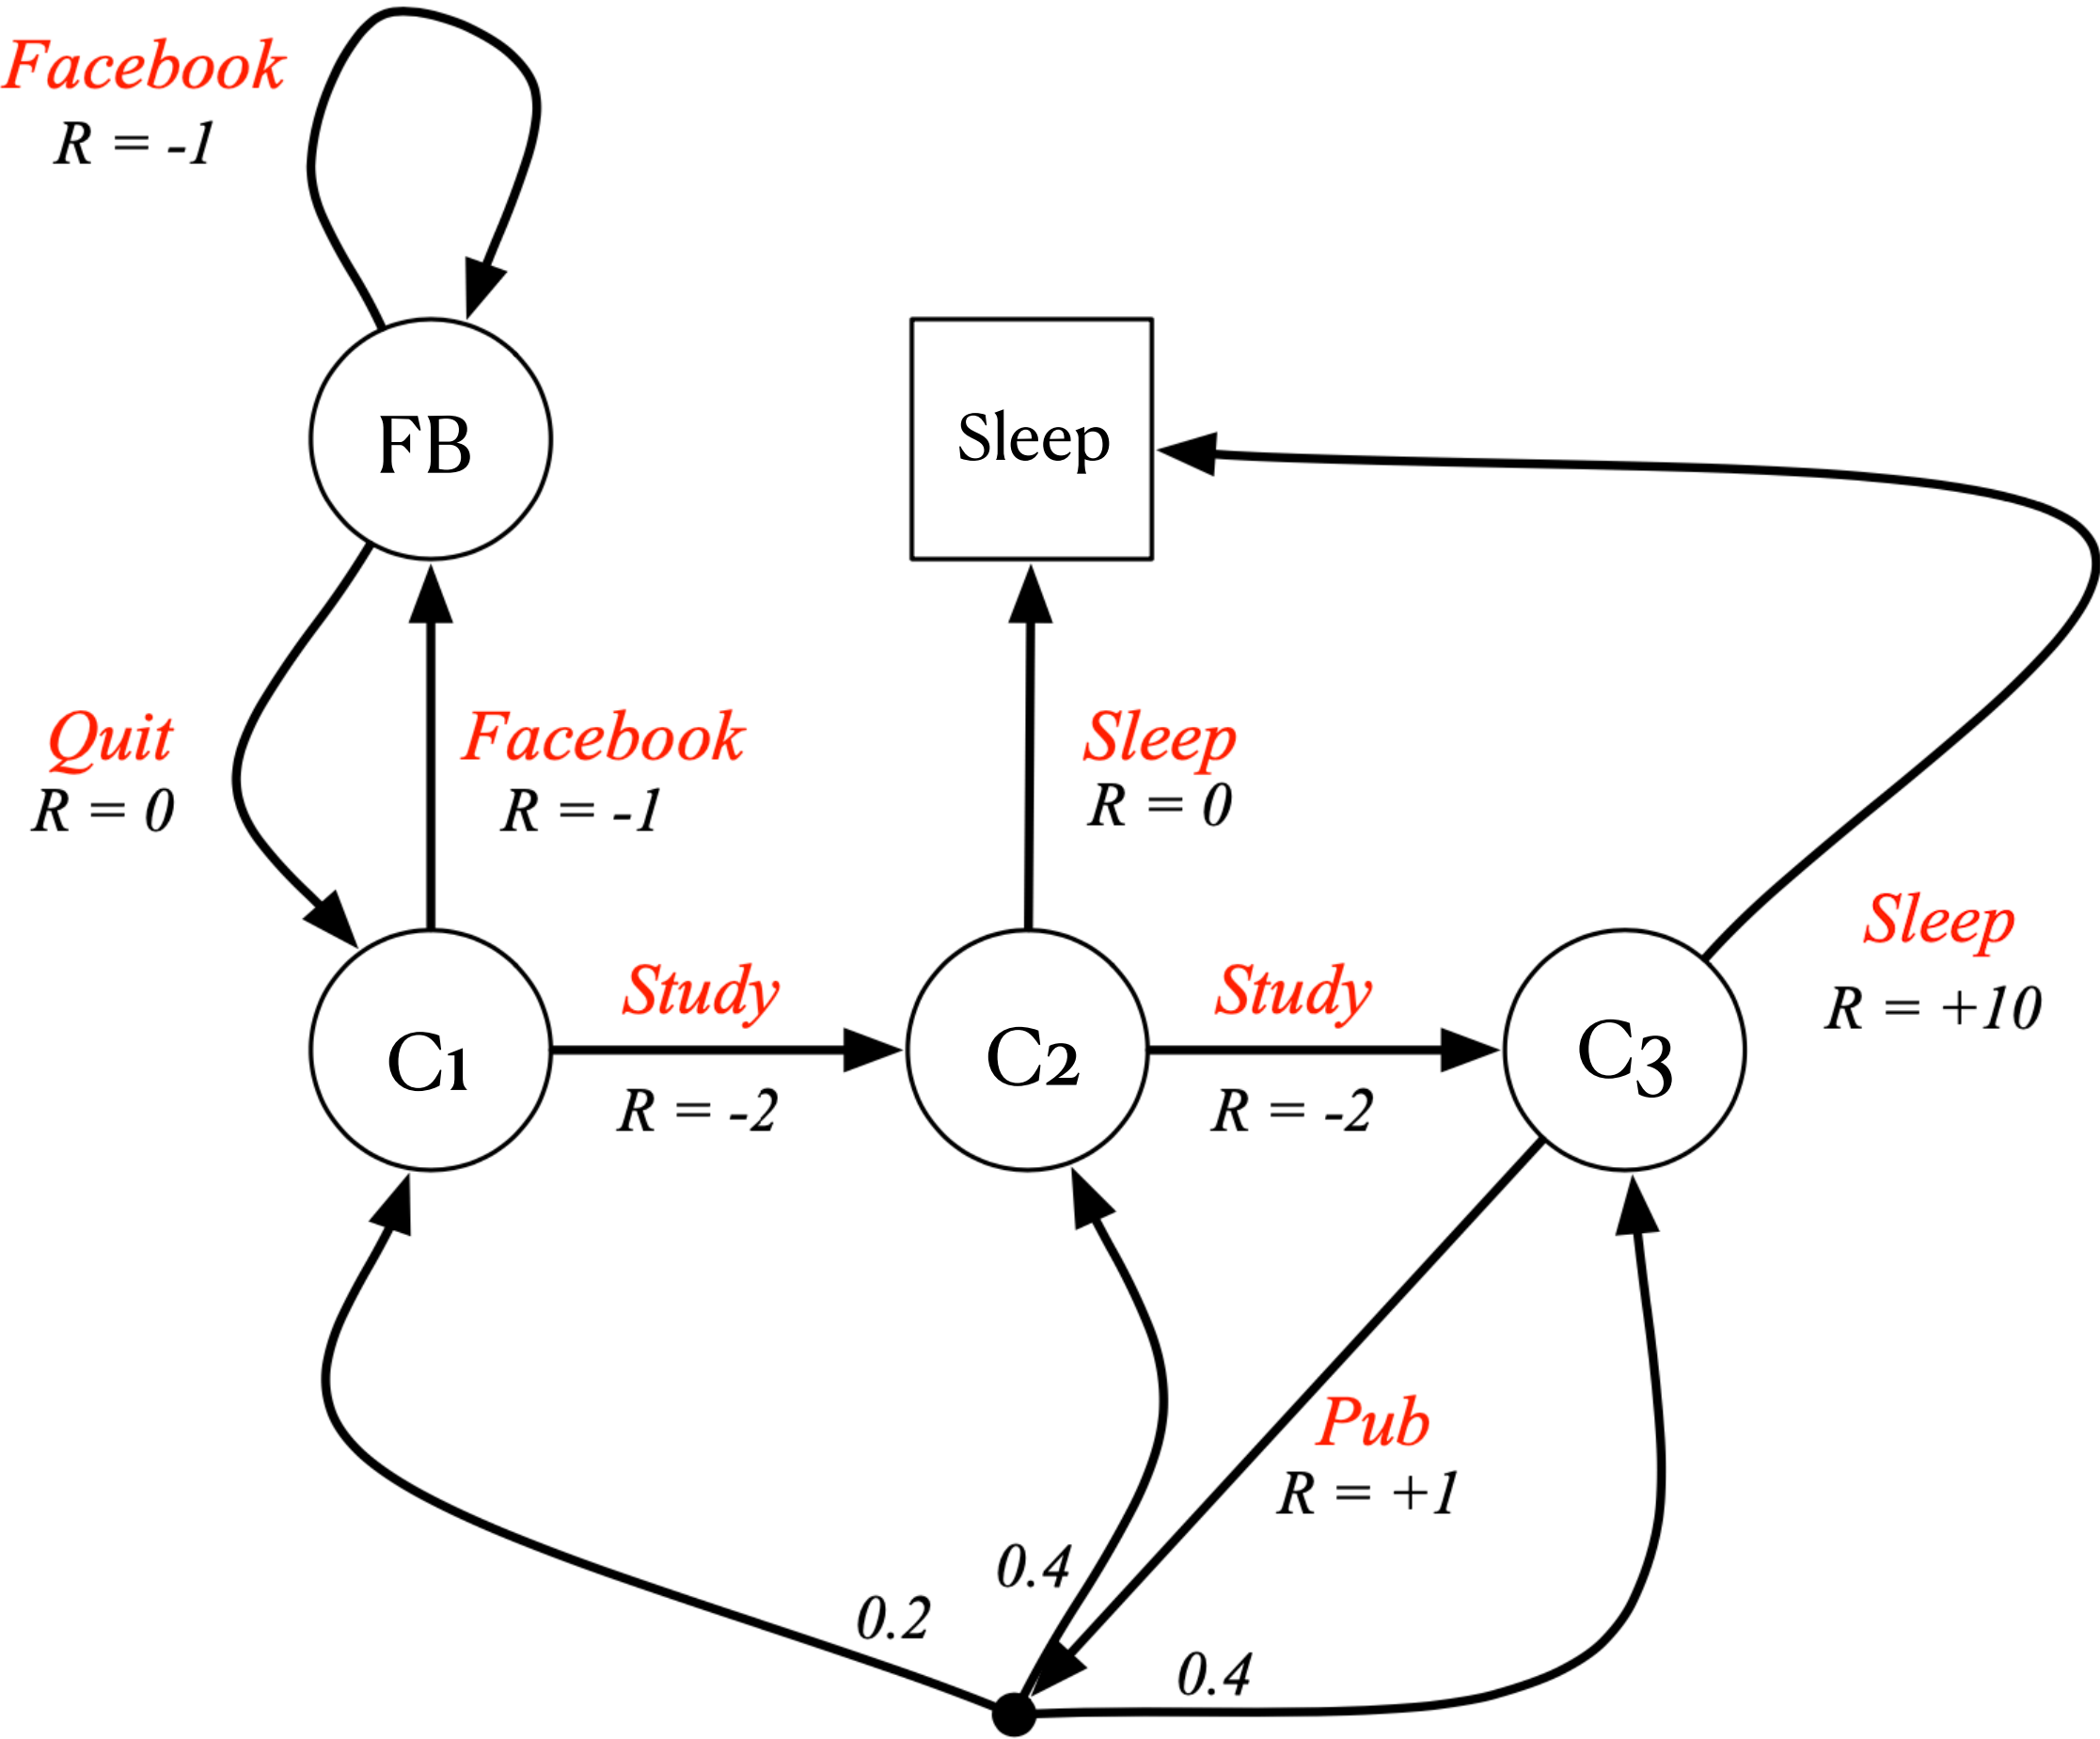 Facebook
R = -1
FB
Sleep
Quit
R = 0
Facebook
R = -1
Sleep
R = 0
Sleep
R = +10
C1
Study
R = -2
C2
Study
R = -2
C3
Pub
R = +1
0.4
0.2
0.4